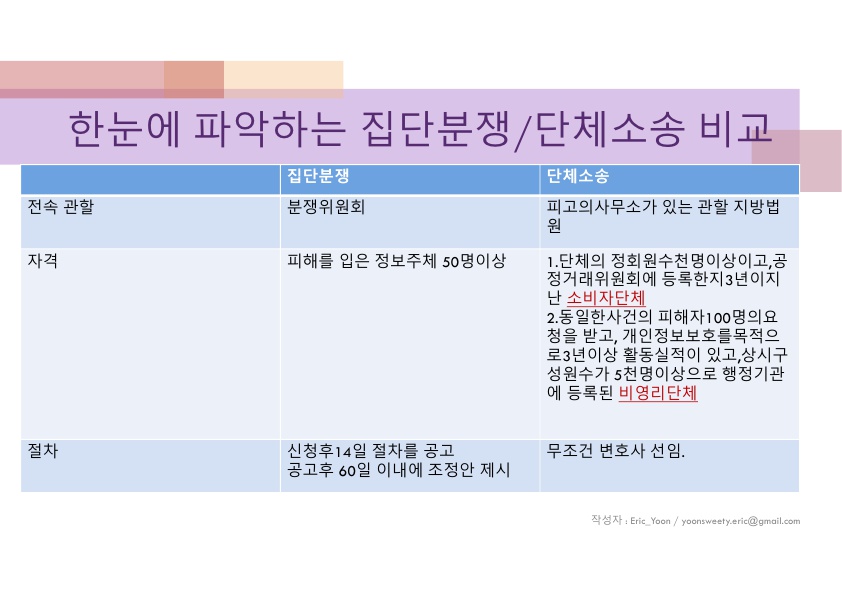 한눈에 파악하는 집단분쟁/단체소송 비교
집단분쟁
단체소송
전속 관할
분쟁위원회
피고의사무소가 있는 관할 지방법
원
자격
피해를 입은 정보주체 50명이상
1.단체의 정회원수천명이상이고,공
정거래위원회에 등록한지3년이지
난 소비자단체
2.동일한사건의 피해자100명의요
청을 받고, 개인정보보호를목적으
로3년이상 활동실적이 있고,상시구
성원수가 5천명이상으로 행정기관
에 등록된 비영리단체
절차
신청후14일 절차를 공고
공고후 60일 이내에 조정안 제시
무조건 변호사 선임.
작성자 : Eric_Yoon / yoonsweety.eric@gmail.com